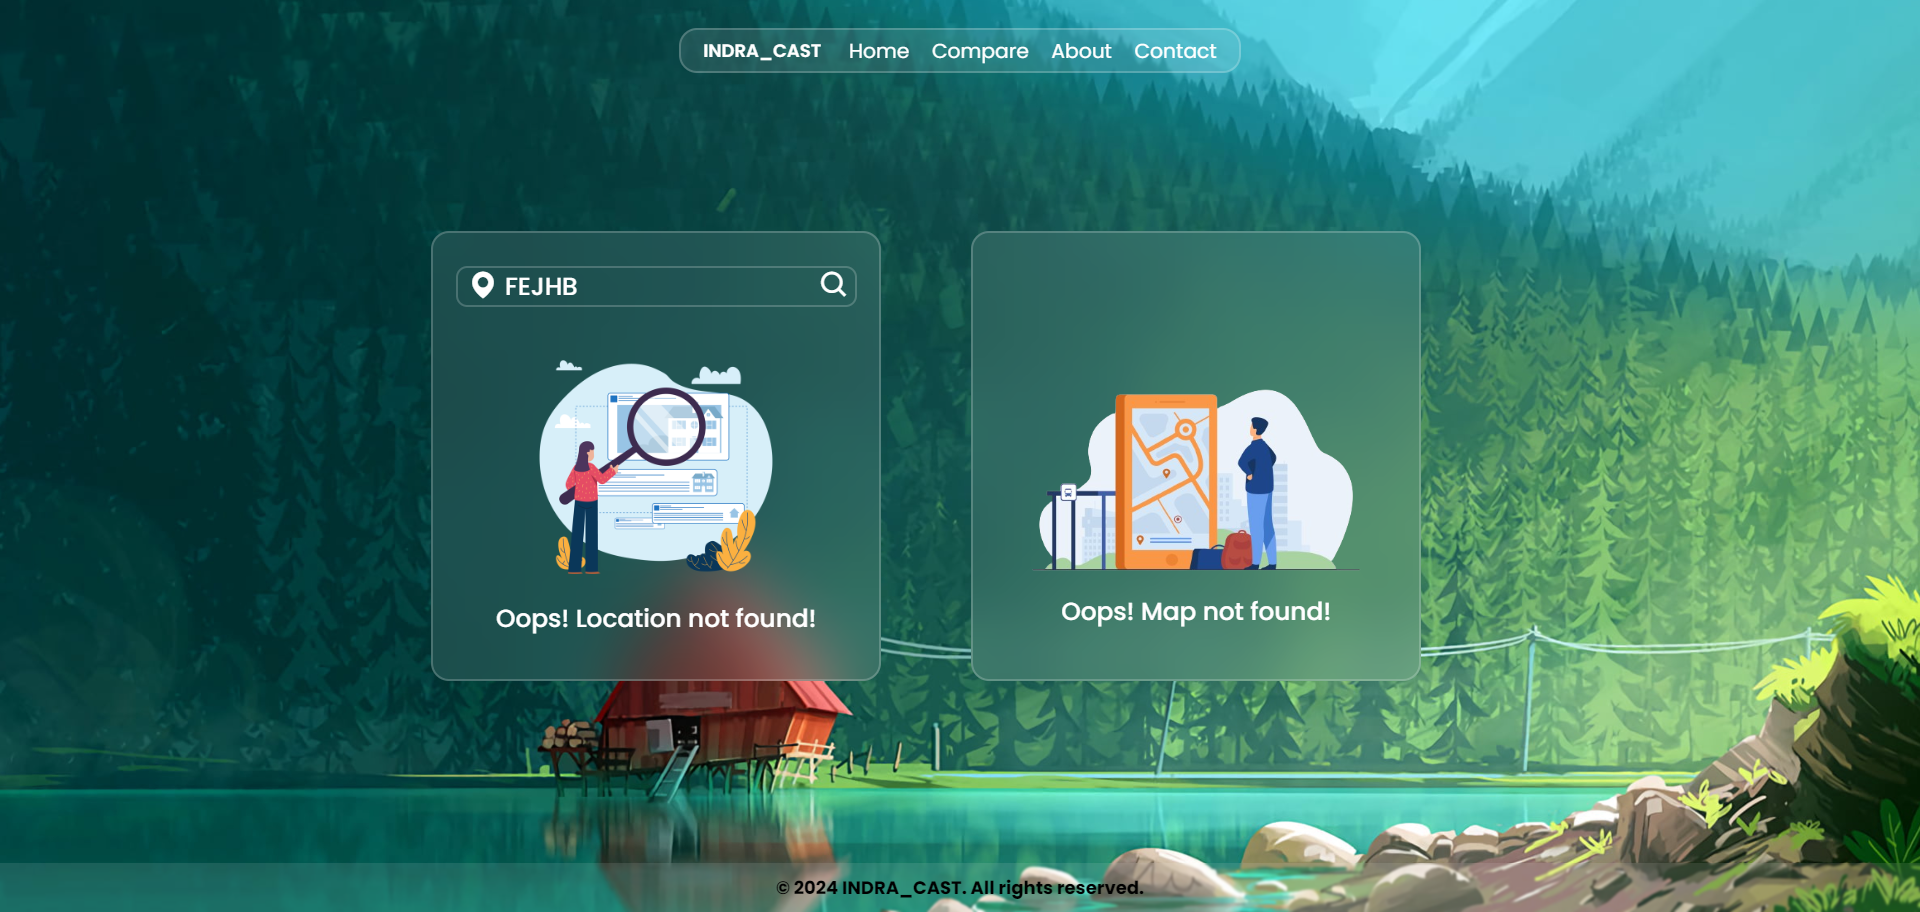 INDRA_CAST Home Compare About Contact
FEJHB
Oops! Location not found!
Oops! Map not found!
© 2024 INDRA_CAST. All rights reserved.